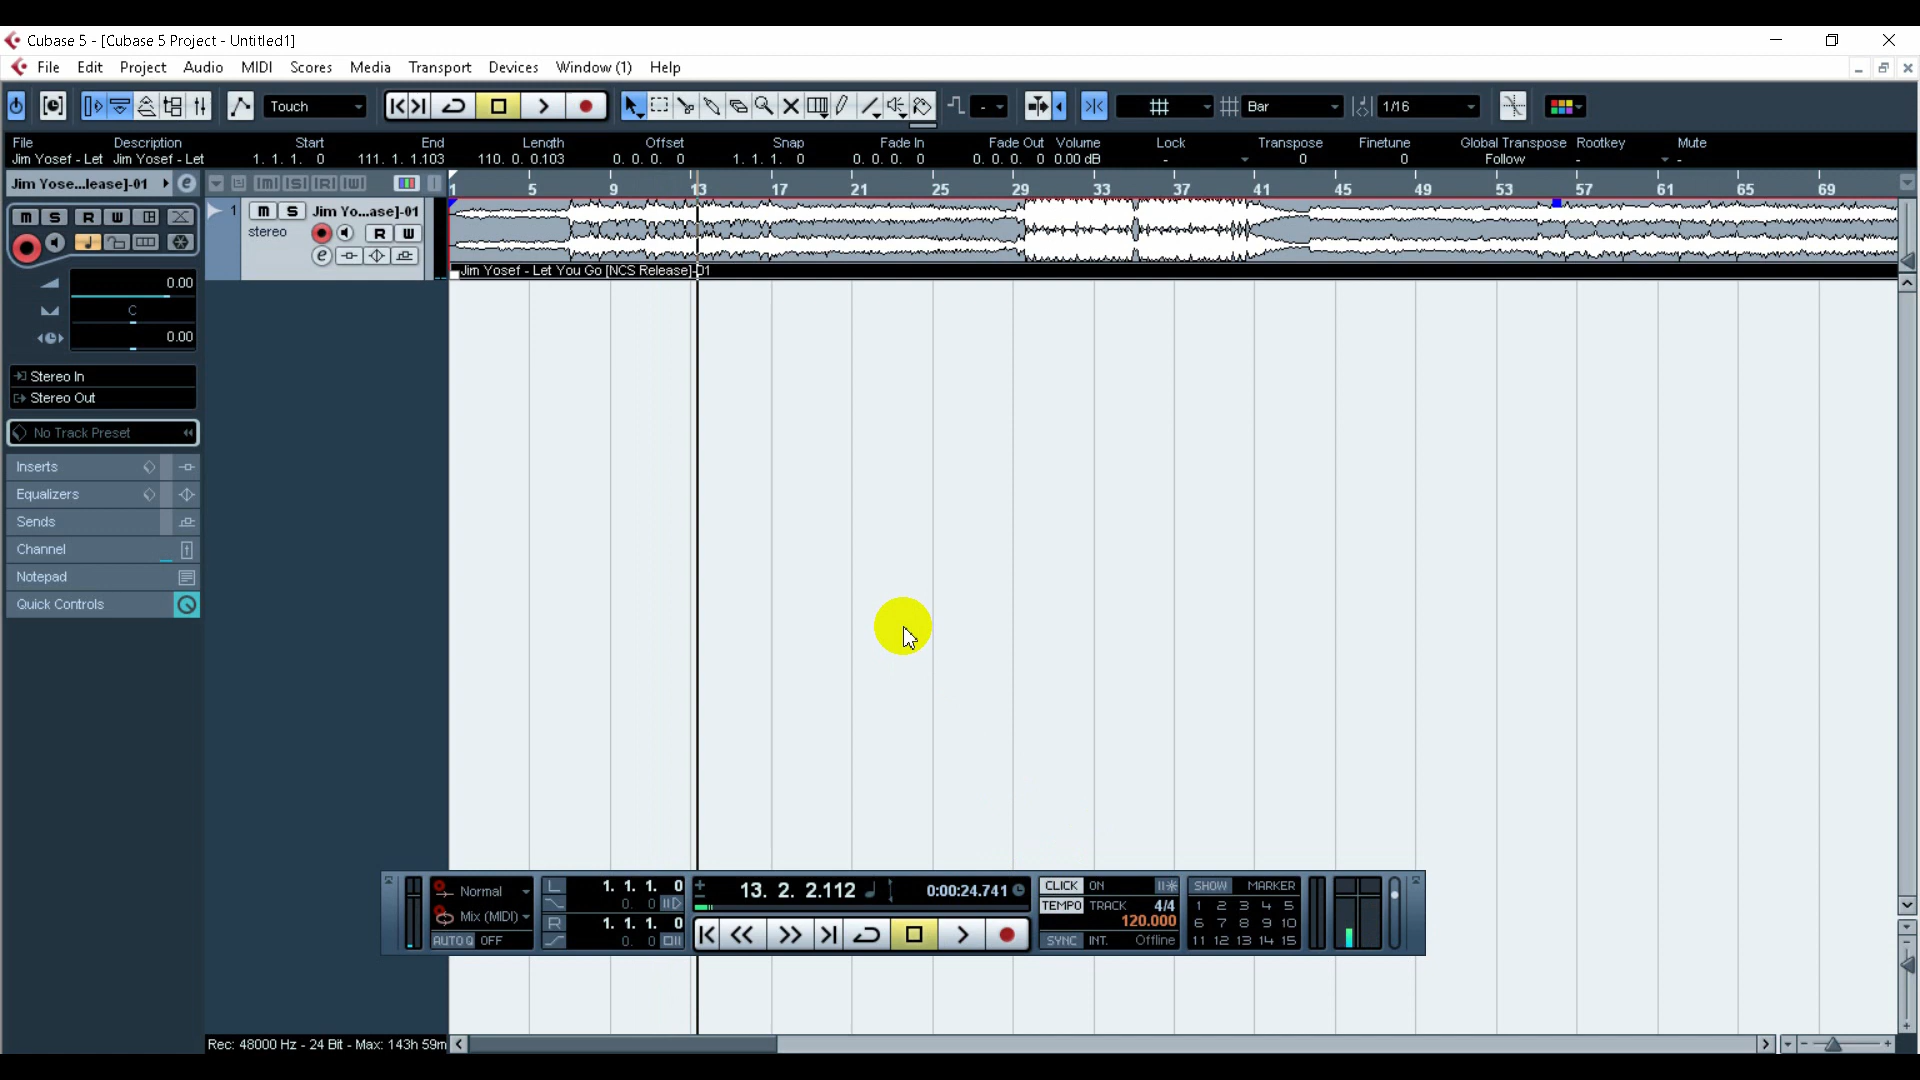 Cubase 5 - [Cubase 5 Project - Untitled1]
File Edit Project Audio MIDI Scores Media Transport Devices Window (1) Help
Touch - Bar 1/16
File Description Start End Length Offset Snap Fade In Fade Out Volume Lock Transpose Finetune Global Transpose Rootkey Mute
Jim Yosef - Let Jim Yosef - Let 1. 1. 1. 0 111. 1. 1.103 110. 0. 0.103 0. 0. 0. 0 1. 1. 1. 0 0. 0. 0. 0 0. 0. 0. 0 0.00 dB - 0 0 Follow - -
Jim Yose...lease]-01 e [M] [S] [R] [W] 1 5 9 13 17 21 25 29 33 37 41 45 49 53 57 61 65 69
m S R W 1 m S Jim Yo...ase]-01
stereo R W
e
Jim Yosef - Let You Go [NCS Release]-01
0.00
C
0.00
Stereo In
Stereo Out
No Track Preset
Inserts
Equalizers
Sends
Channel
Notepad
Quick Controls
Normal
Mix (MIDI)
AUTO Q OFF
L 1. 1. 1. 0
0. 0
R 1. 1. 1. 0
0. 0
13. 2. 2.112 0:00:24.741
CLICK ON
TEMPO TRACK 4/4
120.000
SYNC INT. Offline
SHOW MARKER
1 2 3 4 5
6 7 8 9 10
11 12 13 14 15
Rec: 48000 Hz - 24 Bit - Max: 143h 59m